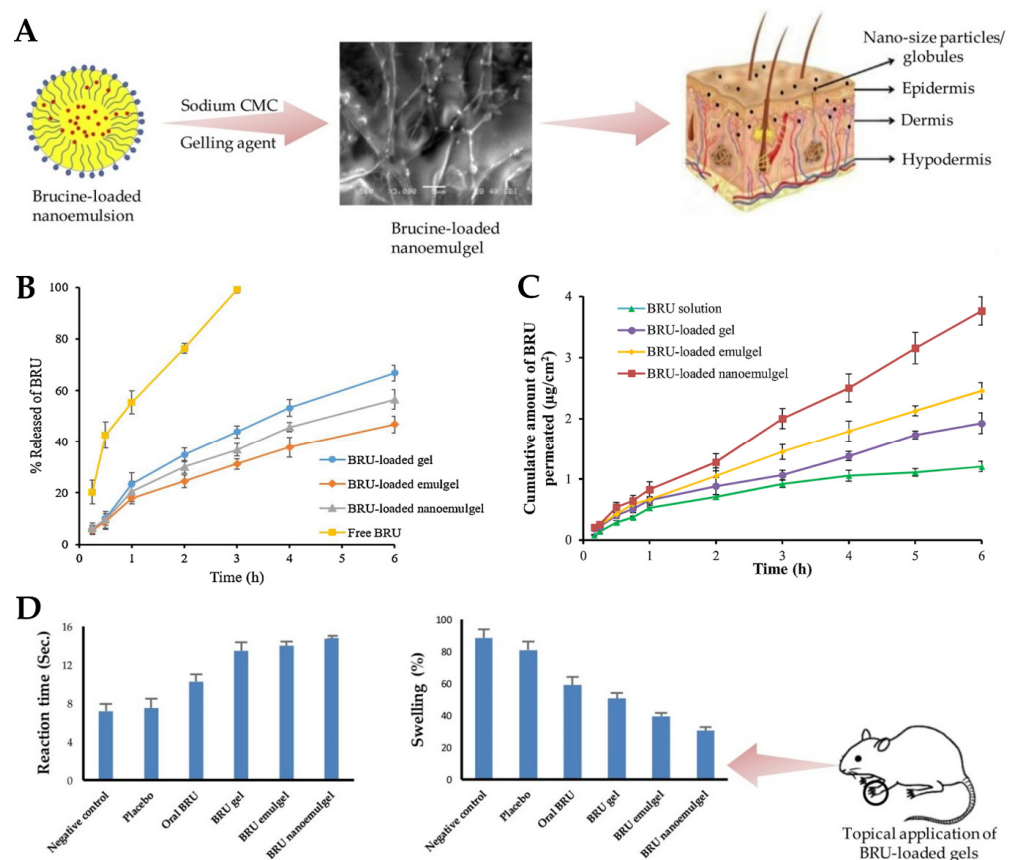 A
Sodium CMC
Gelling agent
Brucine-loaded
nanoemulsion
Brucine-loaded
nanoemulgel
Nano-size particles/
globules
Epidermis
Dermis
Hypodermis
B
% Released of BRU
100
80
60
40
20
0
0
1
2
3
4
5
6
Time (h)
BRU-loaded gel
BRU-loaded emulgel
BRU-loaded nanoemulgel
Free BRU
C
Cumulative amount of BRU
permeated (µg/cm²)
4
3
2
1
0
0
1
2
3
4
5
6
Time (h)
BRU solution
BRU-loaded gel
BRU-loaded emulgel
BRU-loaded nanoemulgel
D
Reaction time (Sec.)
16
12
8
4
0
Negative control
Placebo
Oral BRU
BRU gel
BRU emulgel
BRU nanoemulgel
Swelling (%)
100
80
60
40
20
0
Negative control
Placebo
Oral BRU
BRU gel
BRU emulgel
BRU nanoemulgel
Topical application of
BRU-loaded gels